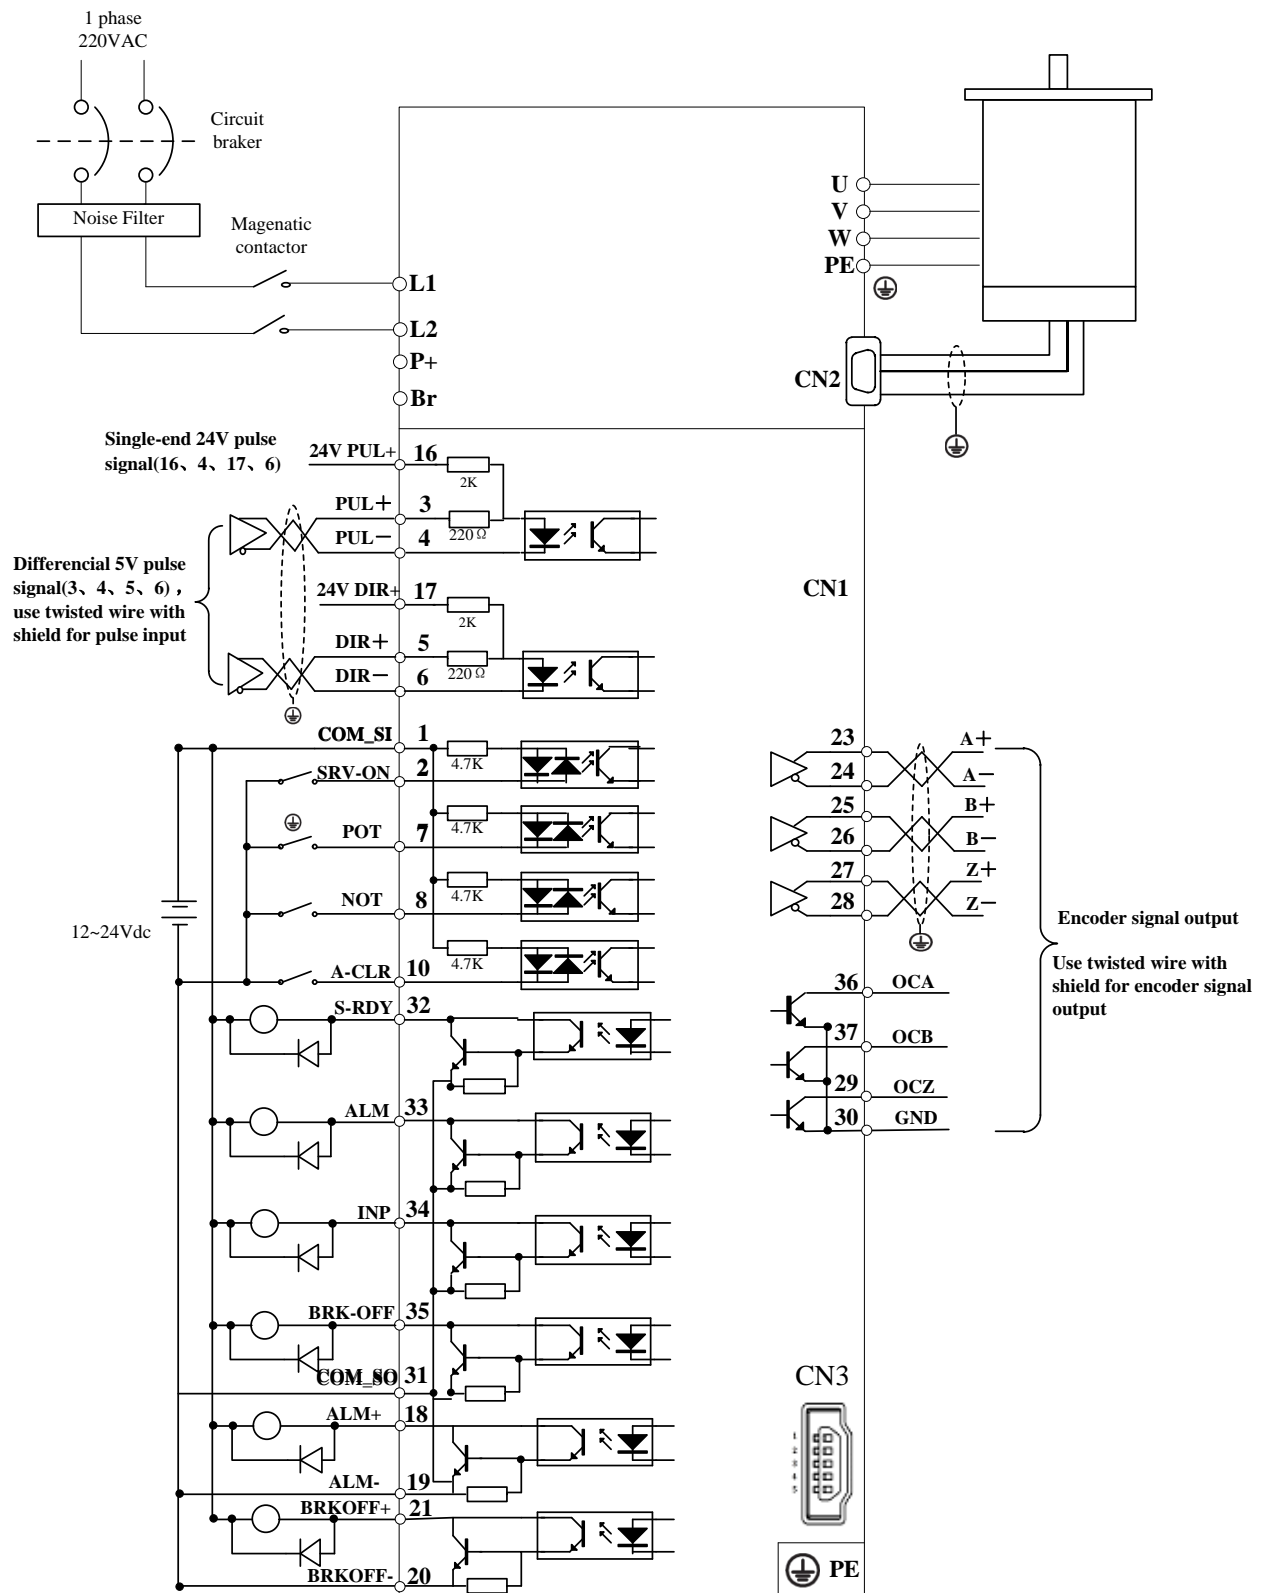 1 phase
220VAC
Circuit
braker
Noise Filter
Magenatic
contactor
L1
L2
P+
Br
U
V
W
PE
CN2
Single-end 24V pulse
signal(16、4、17、6)
24V PUL+ 16
2K
PUL+ 3
220Ω
PUL− 4
Differencial 5V pulse
signal(3、4、5、6)，
use twisted wire with
shield for pulse input
24V DIR+ 17
2K
DIR+ 5
220Ω
DIR− 6
CN1
COM_SI 1
4.7K
SRV-ON 2
POT 7
4.7K
NOT 8
4.7K
12~24Vdc
A-CLR 10
4.7K
S-RDY 32
ALM 33
INP 34
BRK-OFF 35
COM_SO 31
ALM+ 18
ALM- 19
BRKOFF+ 21
BRKOFF- 20
23 A+
24 A−
25 B+
26 B−
27 Z+
28 Z−
Encoder signal output
Use twisted wire with
shield for encoder signal
output
36 OCA
37 OCB
29 OCZ
30 GND
CN3
1
2
3
4
5
PE